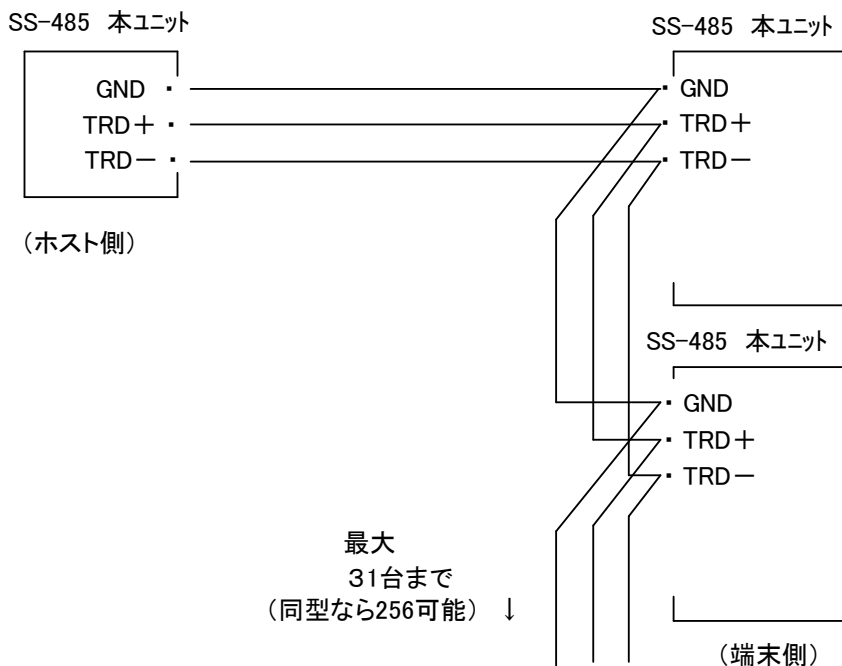 SS-485 本ユニット
GND
TRD＋
TRD－
（ホスト側）
SS-485 本ユニット
GND
TRD＋
TRD－
SS-485 本ユニット
GND
TRD＋
TRD－
最大
３1台まで
（同型なら256可能） ↓
（端末側）